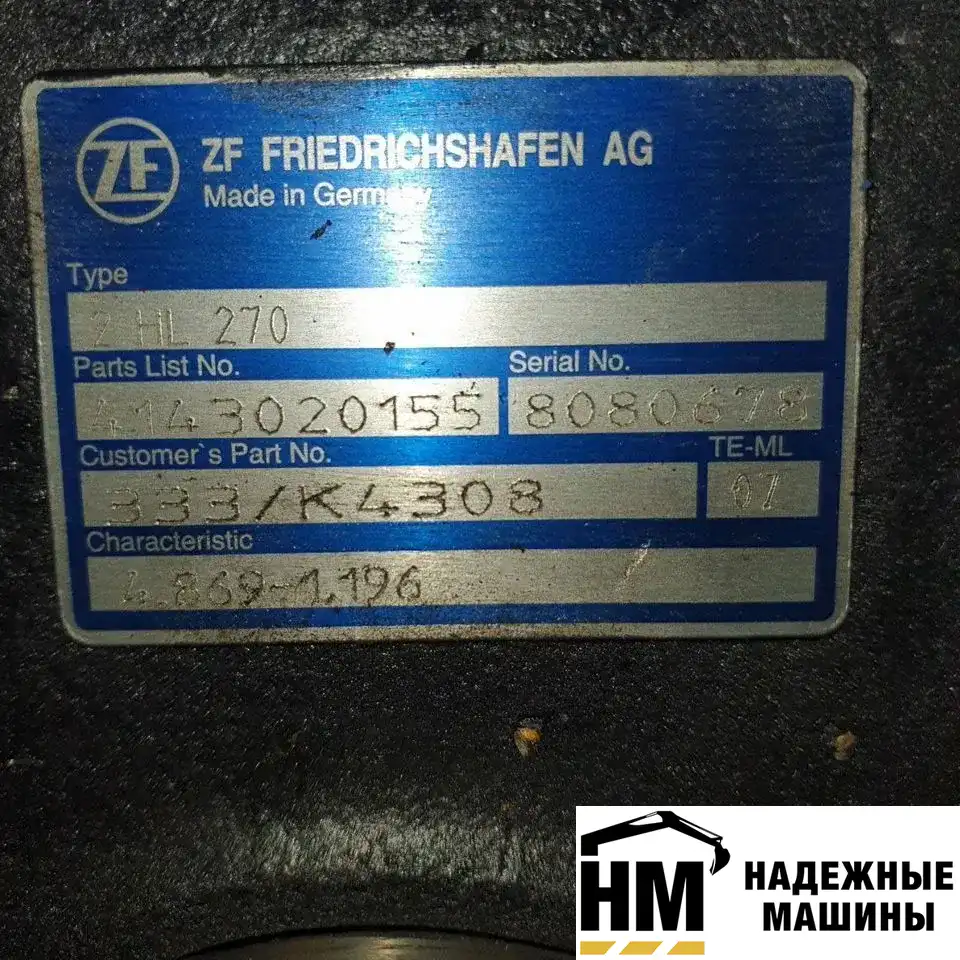 ZF
ZF FRIEDRICHSHAFEN AG
Made in Germany
Type
2 HL 270
Parts List No.
Serial No.
4143020155
8080678
Customer`s Part No.
TE-ML
333/K4308
07
Characteristic
4.869-1.196
НМ
НАДЕЖНЫЕ
МАШИНЫ